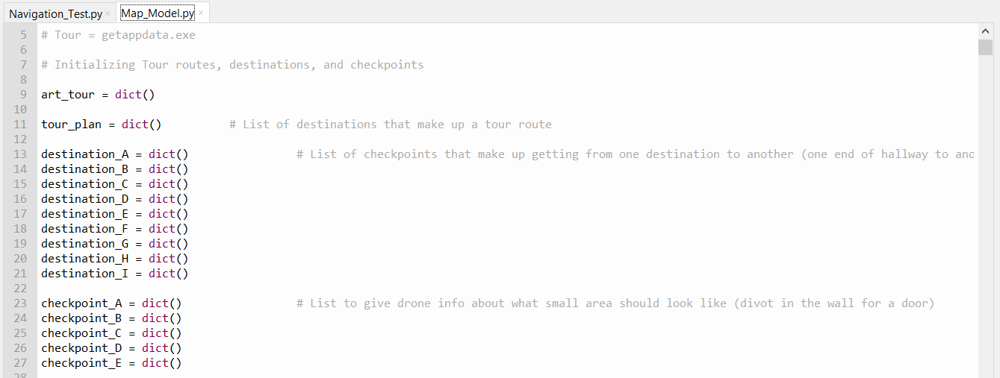 Navigation_Test.py × Map_Model.py ×
5 # Tour = getappdata.exe
6
7 # Initializing Tour routes, destinations, and checkpoints
8
9 art_tour = dict()
10
11 tour_plan = dict() # List of destinations that make up a tour route
12
13 destination_A = dict() # List of checkpoints that make up getting from one destination to another (one end of hallway to ano
14 destination_B = dict()
15 destination_C = dict()
16 destination_D = dict()
17 destination_E = dict()
18 destination_F = dict()
19 destination_G = dict()
20 destination_H = dict()
21 destination_I = dict()
22
23 checkpoint_A = dict() # List to give drone info about what small area should look like (divot in the wall for a door)
24 checkpoint_B = dict()
25 checkpoint_C = dict()
26 checkpoint_D = dict()
27 checkpoint_E = dict()
28